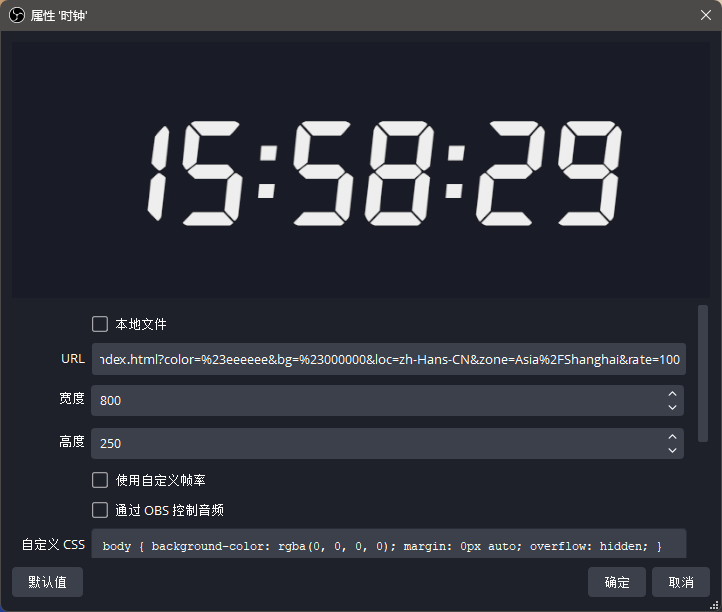 属性 '时钟'
15:58:29
本地文件
URL
ndex.html?color=%23eeeeee&bg=%23000000&loc=zh-Hans-CN&zone=Asia%2FShanghai&rate=100
宽度
800
高度
250
使用自定义帧率
通过 OBS 控制音频
自定义 CSS
body { background-color: rgba(0, 0, 0, 0); margin: 0px auto; overflow: hidden; }
默认值
确定
取消